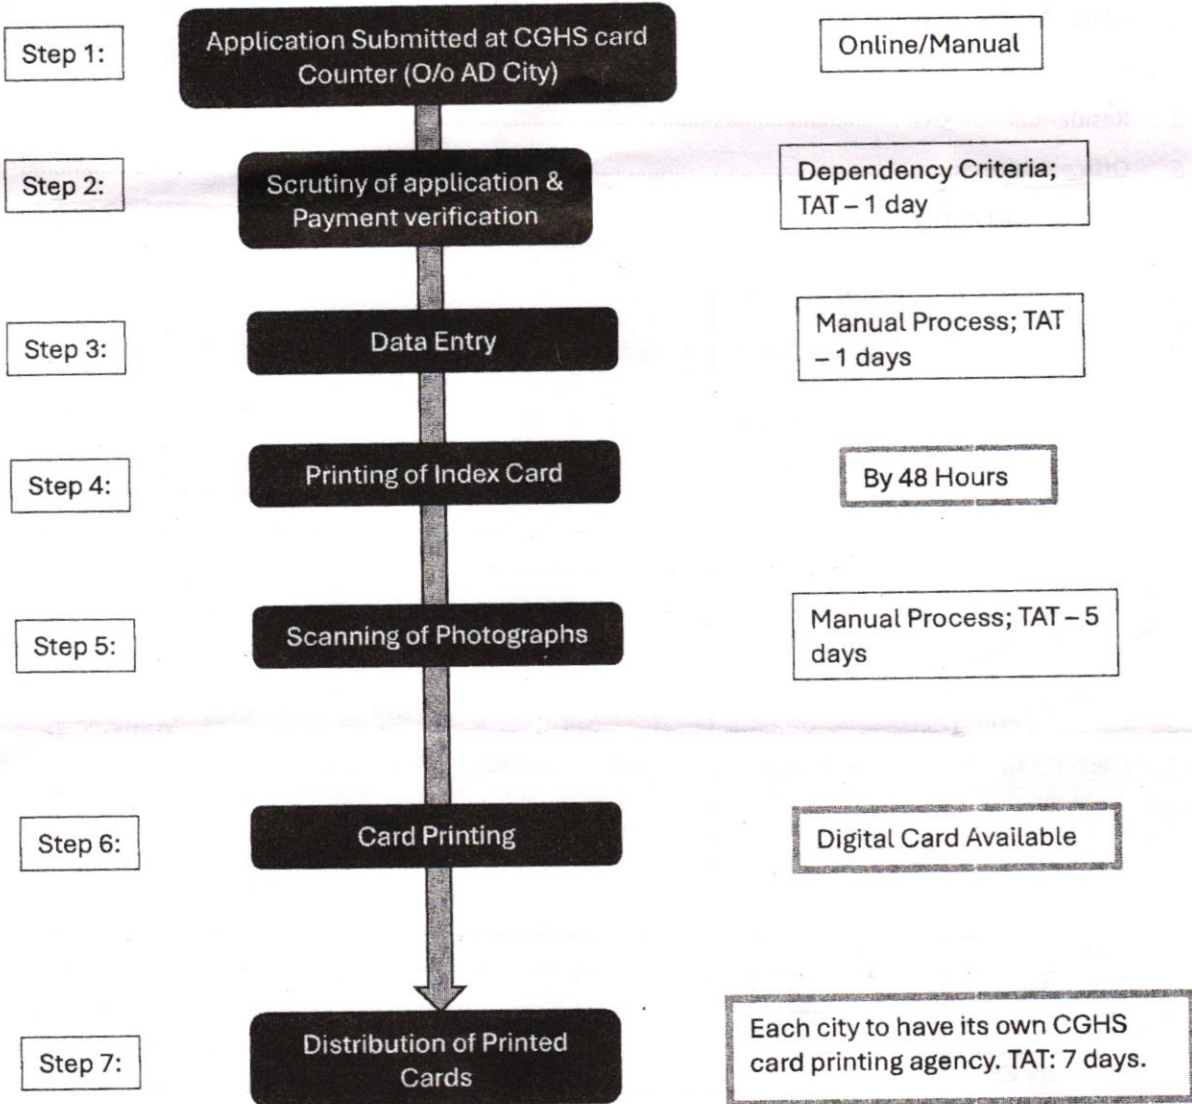 Step 1:
Application Submitted at CGHS card
Counter (O/o AD City)
Online/Manual
Step 2:
Scrutiny of application &
Payment verification
Dependency Criteria;
TAT – 1 day
Step 3:
Data Entry
Manual Process; TAT
– 1 days
Step 4:
Printing of Index Card
By 48 Hours
Step 5:
Scanning of Photographs
Manual Process; TAT – 5
days
Step 6:
Card Printing
Digital Card Available
Step 7:
Distribution of Printed
Cards
Each city to have its own CGHS
card printing agency. TAT: 7 days.